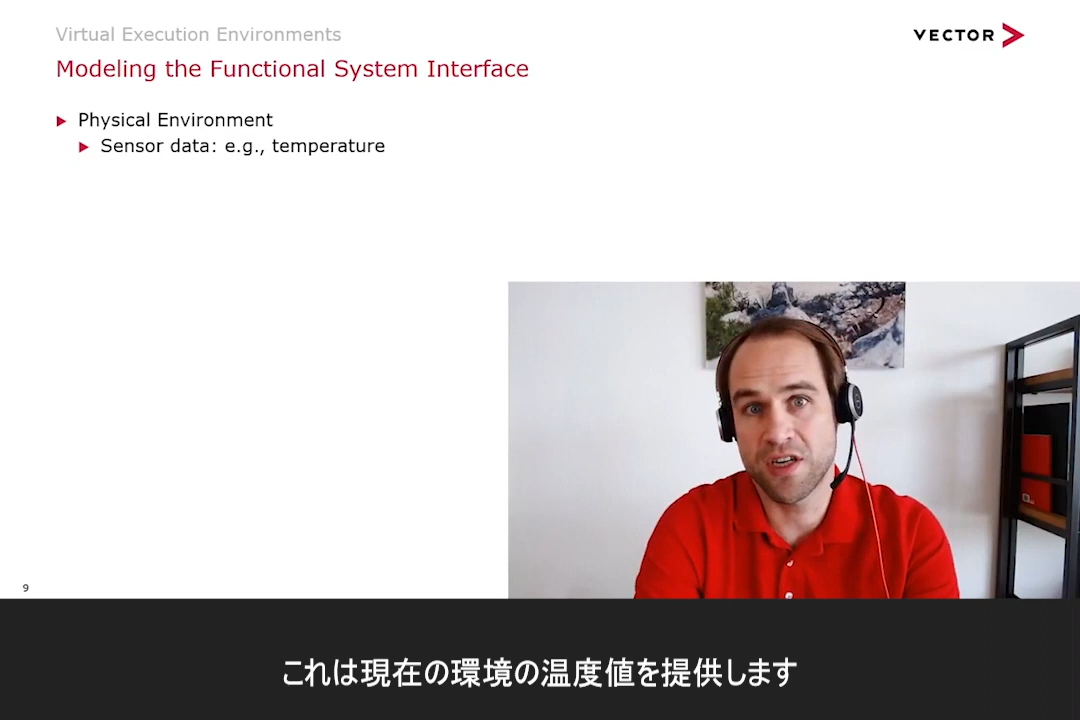 Virtual Execution Environments
VECTOR
Modeling the Functional System Interface
Physical Environment
Sensor data: e.g., temperature
9
これは現在の環境の温度値を提供します